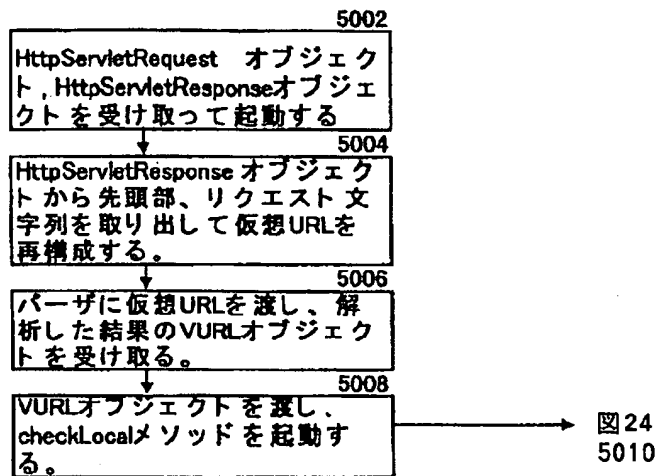 5002
HttpServletRequest オブジェク
ト,HttpServletResponseオブジェ
クトを受け取って起動する
5004
HttpServletResponse オブジェク
トから先頭部、リクエスト文
字列を取り出して仮想URLを
再構成する。
5006
パーザに仮想URLを渡し、解
析した結果のVURLオブジェク
トを受け取る。
5008
VURLオブジェクトを渡し、
checkLocalメソッドを起動す
る。
図24
5010